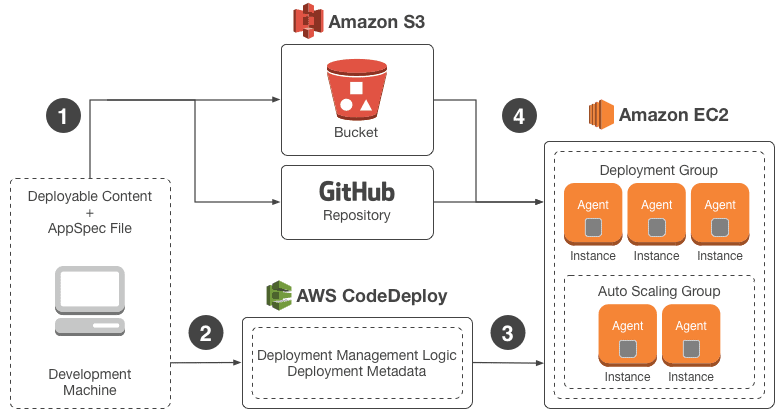 Amazon S3
1
Bucket
4
Amazon EC2
GitHub
Repository
Deployable Content
+
AppSpec File
Development
Machine
Deployment Group
Agent Agent Agent
Instance Instance Instance
Auto Scaling Group
Agent Agent
Instance Instance
AWS CodeDeploy
2
3
Deployment Management Logic
Deployment Metadata